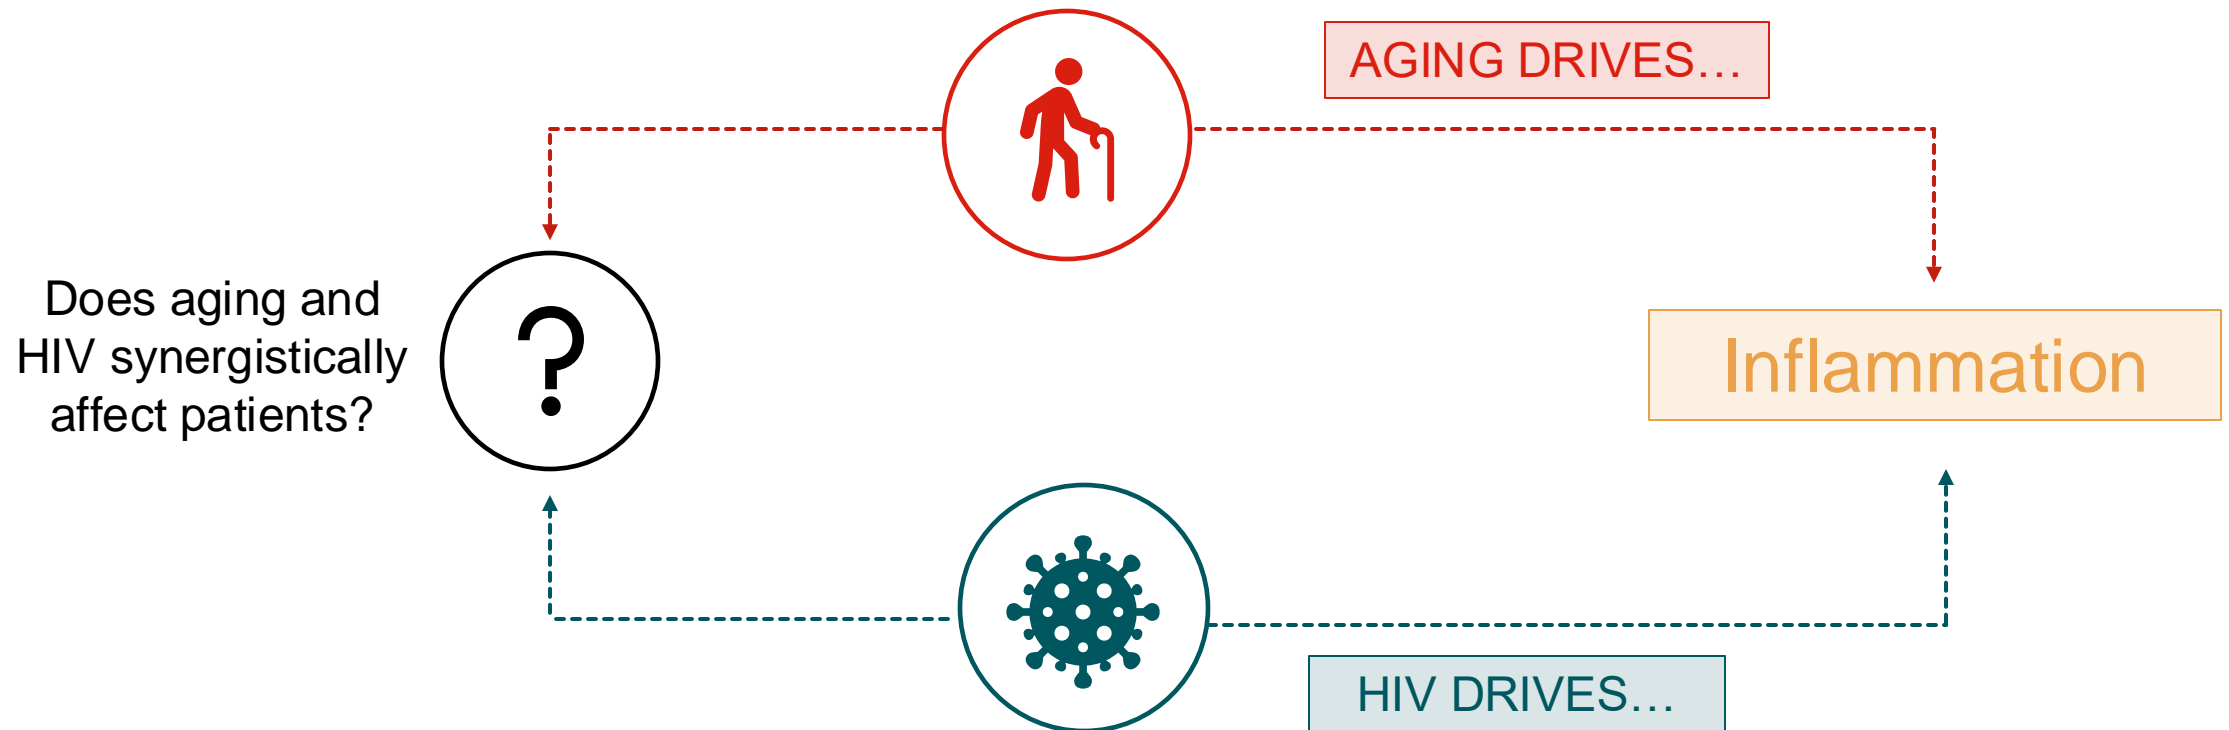 AGING DRIVES…
Does aging and
HIV synergistically
affect patients?
?
Inflammation
HIV DRIVES…